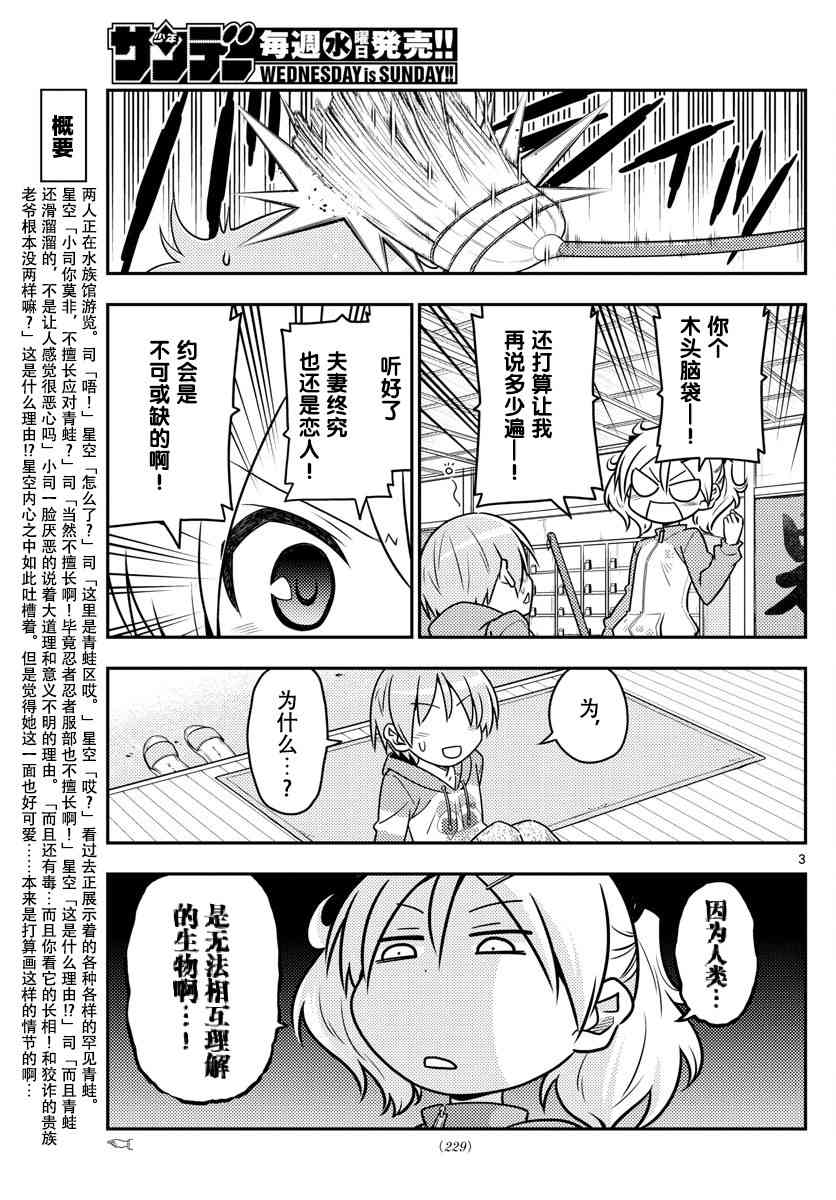 少年サンデー
毎週水曜日発売!!
WEDNESDAY is SUNDAY!!
你个
木头脑袋—!
还打算让我
再说多少遍—!
听好了
夫妻终究
也还是恋人—!
约会是
不可或缺的啊!
为,
为
什么…?
3
因为人类…
是无法相互理解
的生物啊…!
概要
两人正在水族馆游览。司「唔!」星空「怎么了?」司「这里是青蛙区哎。」星空「哎?」看过去正展示着的各种各样的罕见青蛙。
星空「小司你莫非,不擅长应对青蛙?」司「当然不擅长啊!毕竟忍者忍者服部也不擅长啊!」星空「这是什么理由!?」司「而且青蛙
还滑溜溜的,不是让人感觉很恶心吗」小司一脸厌恶的说着大道理和意义不明的理由。「而且还有毒…而且你看它的长相!和狡诈的贵族
老爷根本没两样嘛?」这是什么理由!?星空内心之中如此吐槽着。但是觉得她这一面也好可爱……本来是打算画这样的情节的啊…
(229)